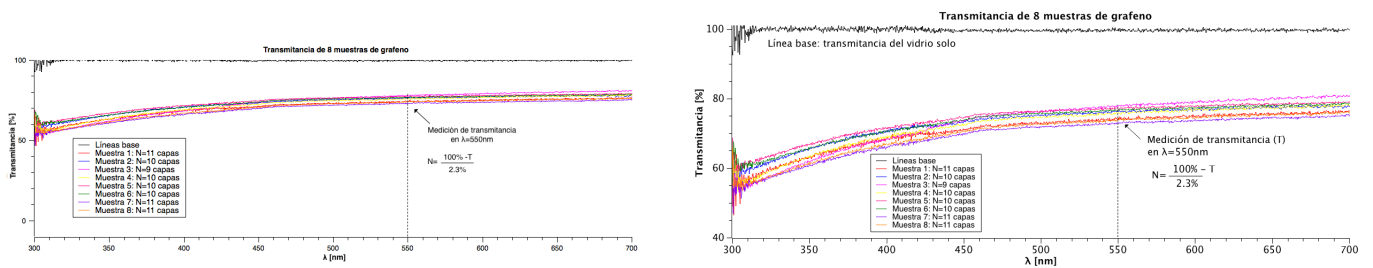 Transmitancia de 8 muestras de grafeno
Transmitancia [%]
100
50
0
Medición de transmitancia
en λ=550nm
N= 100% -T
2.3%
Lineas base
Muestra 1: N=11 capas
Muestra 2: N=10 capas
Muestra 3: N=9 capas
Muestra 4: N=10 capas
Muestra 5: N=10 capas
Muestra 6: N=10 capas
Muestra 7: N=11 capas
Muestra 8: N=11 capas
300 350 400 450 500 550 600 650 700
λ [nm]
Transmitancia de 8 muestras de grafeno
Transmitancia [%]
100
80
60
40
Línea base: transmitancia del vidrio solo
Medición de transmitancia (T)
en λ=550nm
N= 100% - T
2.3%
Lineas base
Muestra 1: N=11 capas
Muestra 2: N=10 capas
Muestra 3: N=9 capas
Muestra 4: N=10 capas
Muestra 5: N=10 capas
Muestra 6: N=10 capas
Muestra 7: N=11 capas
Muestra 8: N=11 capas
300 350 400 450 500 550 600 650 700
λ [nm]